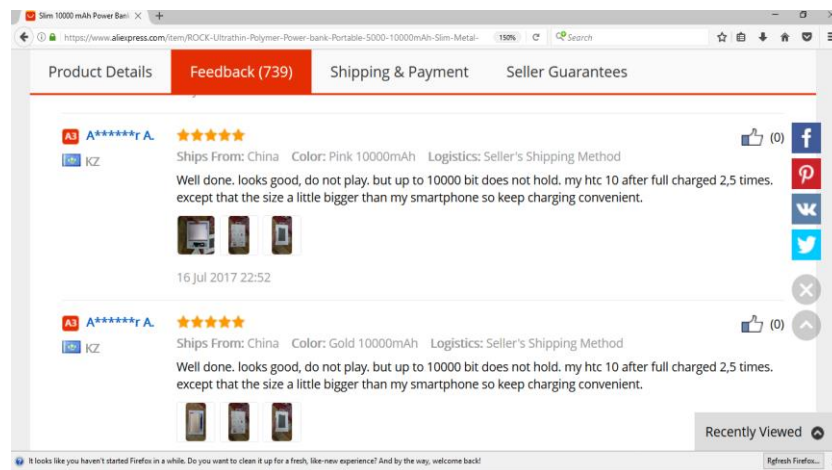 Slim 10000 mAh Power Bank
https://www.aliexpress.com/item/ROCK-Ultrathin-Polymer-Power-bank-Portable-5000-10000mAh-Slim-Metal-
150%
Search
Product Details
Feedback (739)
Shipping & Payment
Seller Guarantees
A3 A******r A.
(0)
KZ
Ships From: China Color: Pink 10000mAh Logistics: Seller's Shipping Method
Well done. looks good, do not play. but up to 10000 bit does not hold. my htc 10 after full charged 2,5 times.
except that the size a little bigger than my smartphone so keep charging convenient.
16 Jul 2017 22:52
A3 A******r A.
(0)
KZ
Ships From: China Color: Gold 10000mAh Logistics: Seller's Shipping Method
Well done. looks good, do not play. but up to 10000 bit does not hold. my htc 10 after full charged 2,5 times.
except that the size a little bigger than my smartphone so keep charging convenient.
Recently Viewed
It looks like you haven't started Firefox in a while. Do you want to clean it up for a fresh, like-new experience? And by the way, welcome back!
Refresh Firefox...